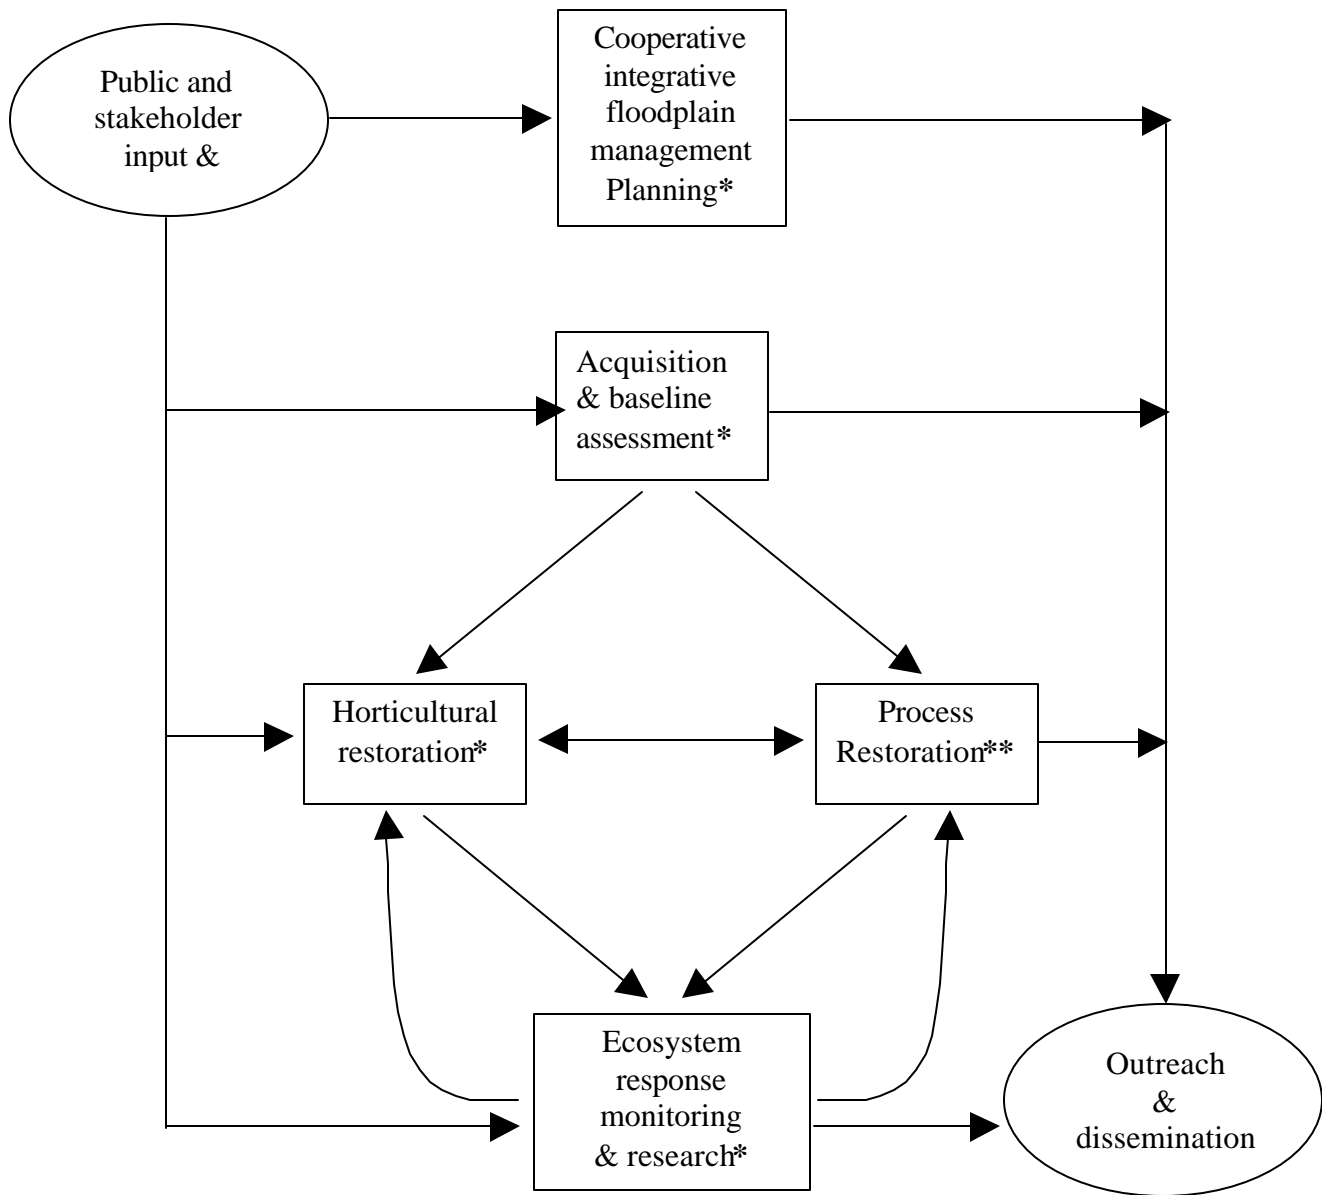 Public and
stakeholder
input &
Cooperative
integrative
floodplain
management
Planning*
Acquisition
& baseline
assessment*
Horticultural
restoration*
Process
Restoration**
Ecosystem
response
monitoring
& research*
Outreach
&
dissemination